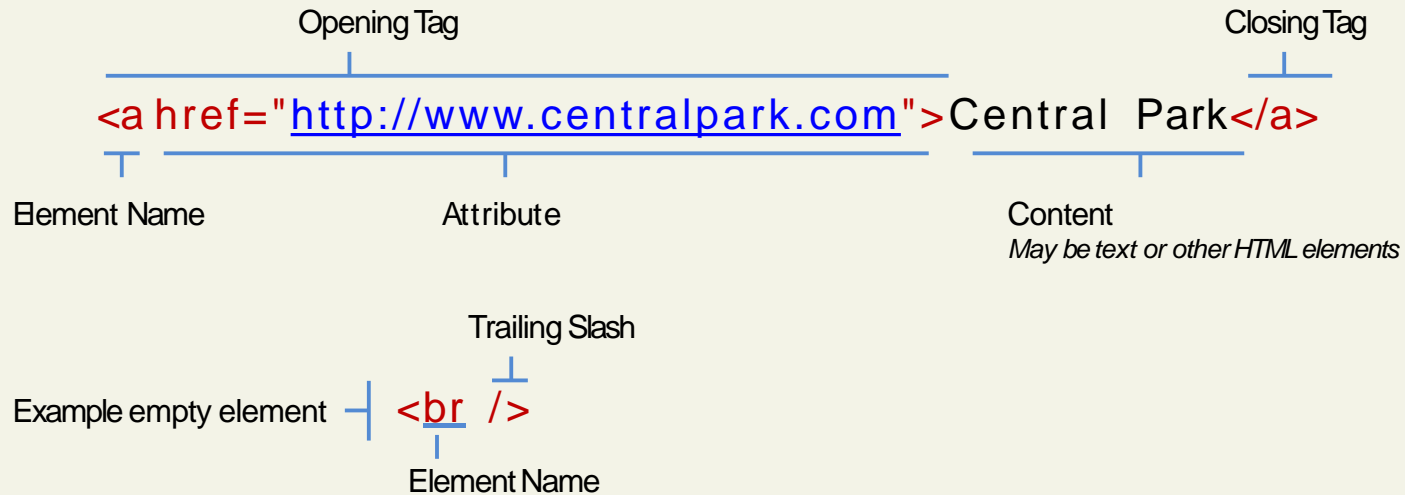 Opening Tag Closing Tag
<a href="http://www.centralpark.com">Central Park</a>
Element Name Attribute Content
May be text or other HTML elements
Trailing Slash
Example empty element <br />
Element Name